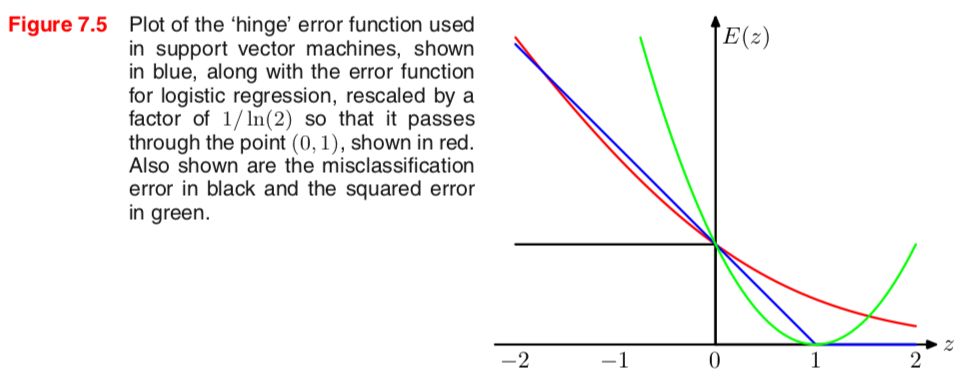 Figure 7.5 Plot of the ‘hinge’ error function used
in support vector machines, shown
in blue, along with the error function
for logistic regression, rescaled by a
factor of 1/ ln(2) so that it passes
through the point (0, 1), shown in red.
Also shown are the misclassification
error in black and the squared error
in green.
E(z)
−2 −1 0 1 2 z